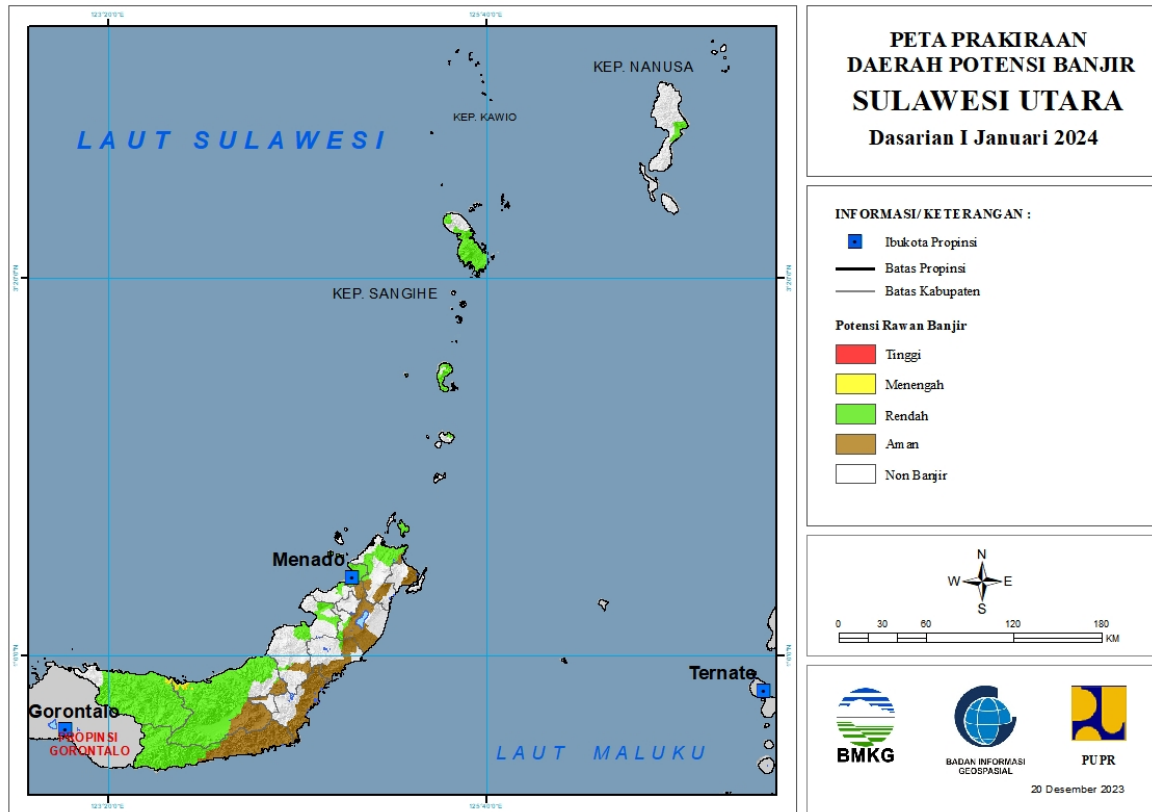 PETA PRAKIRAAN
DAERAH POTENSI BANJIR
SULAWESI UTARA
Dasarian I Januari 2024
INFORMASI/ KETERANGAN :
Ibukota Propinsi
Batas Propinsi
Batas Kabupaten
Potensi Rawan Banjir
Tinggi
Menengah
Rendah
Aman
Non Banjir
N
W E
S
0 30 60 120 180
KM
BMKG
BADAN INFORMASI
GEOSPASIAL
PUPR
20 Desember 2023
KEP. NANUSA
KEP. KAWIO
LAUT SULAWESI
KEP. SANGIHE
Menado
Ternate
Gorontalo
PROPINSI
GORONTALO
LAUT MALUKU